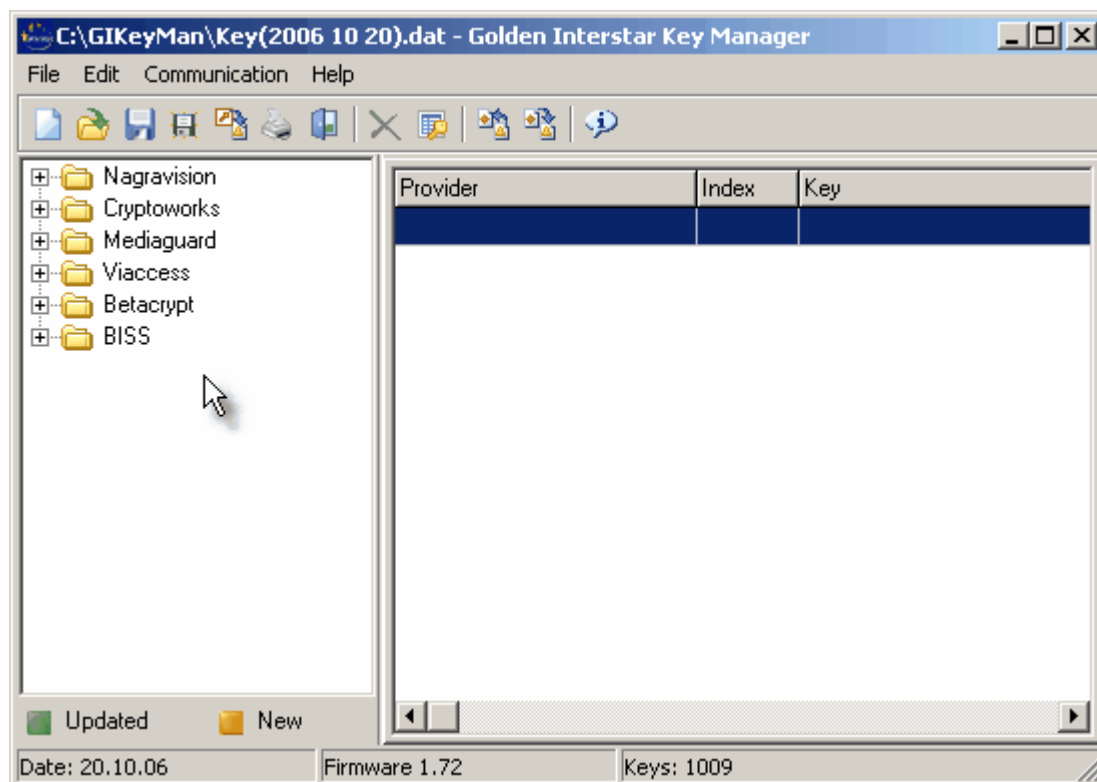 C:\GIKeyMan\Key(2006 10 20).dat - Golden Interstar Key Manager
File Edit Communication Help
Nagravision
Cryptoworks
Mediaguard
Viaccess
Betacrypt
BISS
Provider Index Key
Updated New
Date: 20.10.06 Firmware 1.72 Keys: 1009